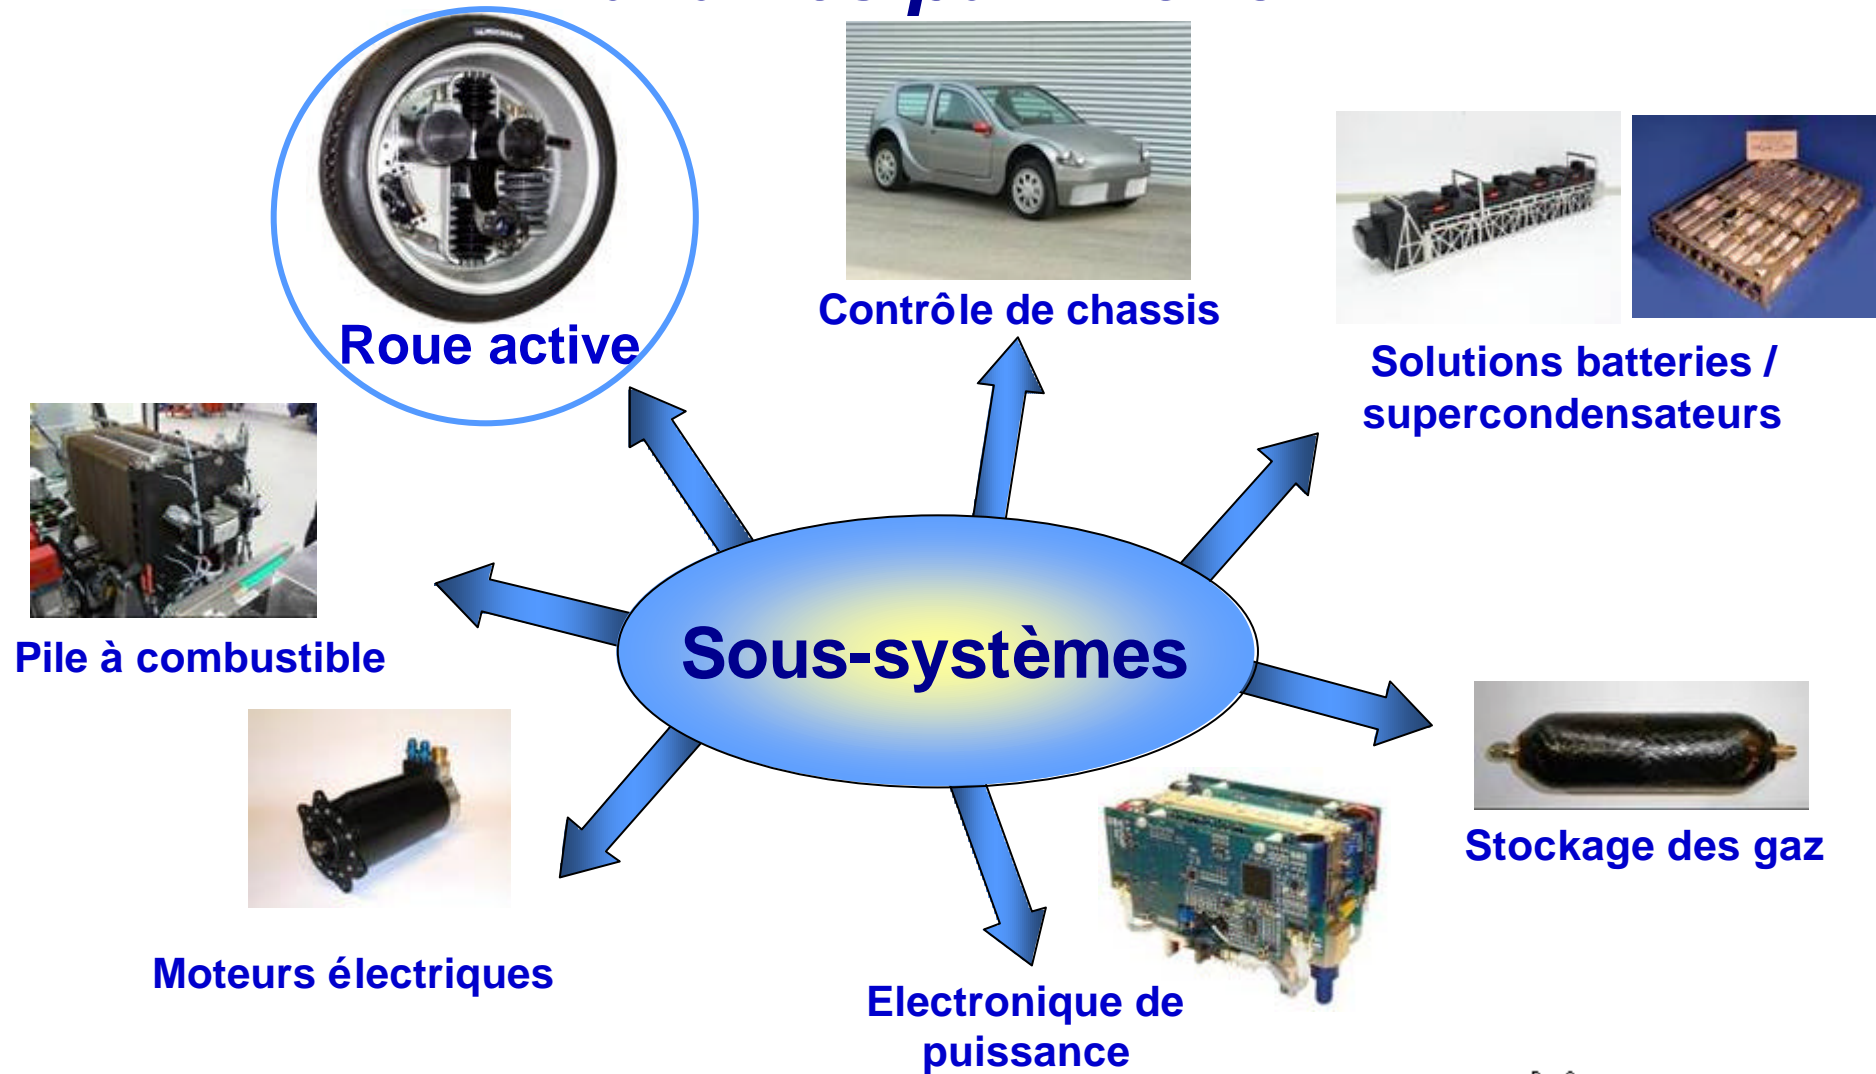 Roue active
Contrôle de chassis
Solutions batteries /
supercondensateurs
Pile à combustible
Sous-systèmes
Stockage des gaz
Moteurs électriques
Electronique de
puissance